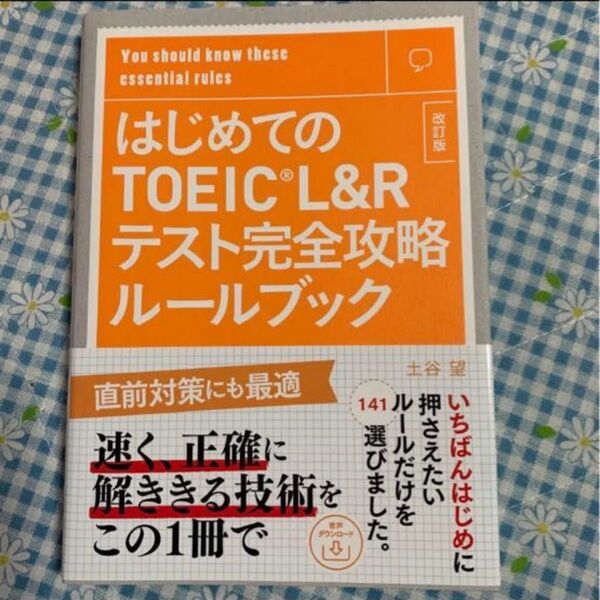 You should know these
essential rules
改訂版
はじめての
TOEIC® L&R
テスト完全攻略
ルールブック
土谷 望
直前対策にも最適
速く、正確に
解ききる技術を
この1冊で
いちばんはじめに
押さえたい
ルールだけを
141選びました。
音声
ダウンロード